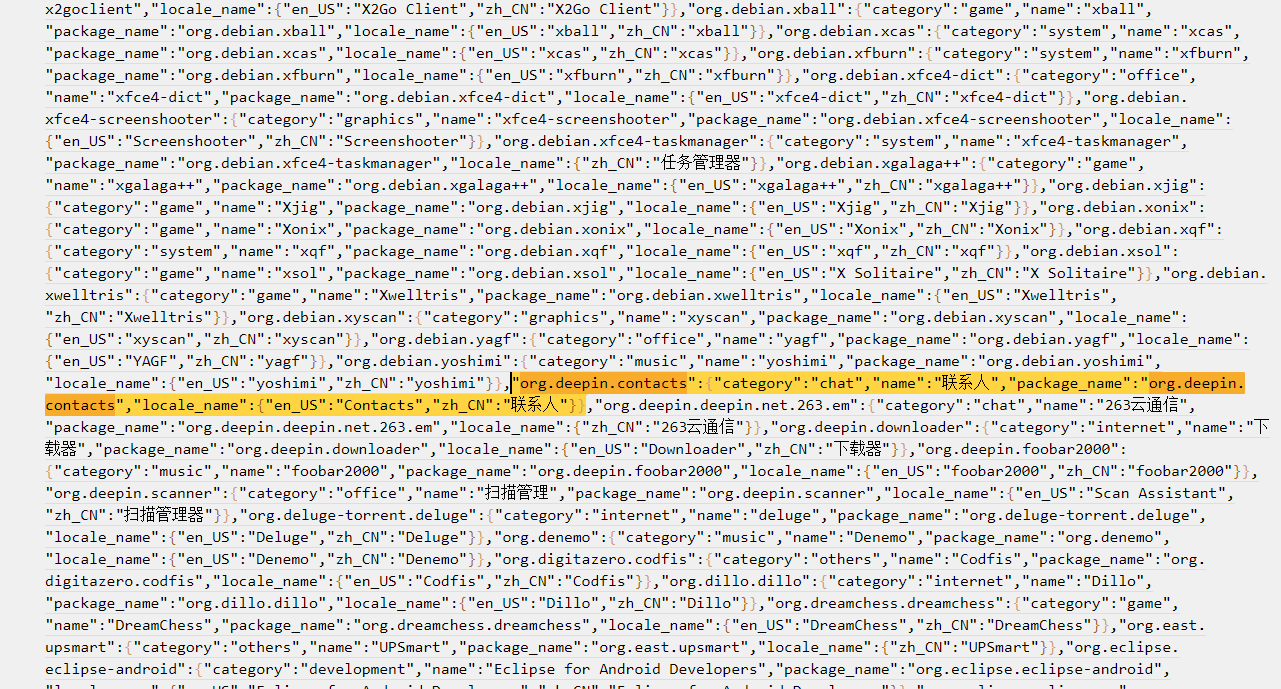 x2goclient","locale_name":{"en_US":"X2Go Client","zh_CN":"X2Go Client"}},"org.debian.xball":{"category":"game","name":"xball",
"package_name":"org.debian.xball","locale_name":{"en_US":"xball","zh_CN":"xball"}},"org.debian.xcas":{"category":"system","name":"xcas",
"package_name":"org.debian.xcas","locale_name":{"en_US":"xcas","zh_CN":"xcas"}},"org.debian.xfburn":{"category":"system","name":"xfburn",
"package_name":"org.debian.xfburn","locale_name":{"en_US":"xfburn","zh_CN":"xfburn"}},"org.debian.xfce4-dict":{"category":"office",
"name":"xfce4-dict","package_name":"org.debian.xfce4-dict","locale_name":{"en_US":"xfce4-dict","zh_CN":"xfce4-dict"}},"org.debian.
xfce4-screenshooter":{"category":"graphics","name":"xfce4-screenshooter","package_name":"org.debian.xfce4-screenshooter","locale_name":
{"en_US":"Screenshooter","zh_CN":"Screenshooter"}},"org.debian.xfce4-taskmanager":{"category":"system","name":"xfce4-taskmanager",
"package_name":"org.debian.xfce4-taskmanager","locale_name":{"zh_CN":"任务管理器"}},"org.debian.xgalaga++":{"category":"game",
"name":"xgalaga++","package_name":"org.debian.xgalaga++","locale_name":{"en_US":"xgalaga++","zh_CN":"xgalaga++"}},"org.debian.xjig":
{"category":"game","name":"Xjig","package_name":"org.debian.xjig","locale_name":{"en_US":"Xjig","zh_CN":"Xjig"}},"org.debian.xonix":
{"category":"game","name":"Xonix","package_name":"org.debian.xonix","locale_name":{"en_US":"Xonix","zh_CN":"Xonix"}},"org.debian.xqf":
{"category":"system","name":"xqf","package_name":"org.debian.xqf","locale_name":{"en_US":"xqf","zh_CN":"xqf"}},"org.debian.xsol":
{"category":"game","name":"xsol","package_name":"org.debian.xsol","locale_name":{"en_US":"X Solitaire","zh_CN":"X Solitaire"}},"org.debian.
xwelltris":{"category":"game","name":"Xwelltris","package_name":"org.debian.xwelltris","locale_name":{"en_US":"Xwelltris",
"zh_CN":"Xwelltris"}},"org.debian.xyscan":{"category":"graphics","name":"xyscan","package_name":"org.debian.xyscan","locale_name":
{"en_US":"xyscan","zh_CN":"xyscan"}},"org.debian.yagf":{"category":"office","name":"yagf","package_name":"org.debian.yagf","locale_name":
{"en_US":"YAGF","zh_CN":"yagf"}},"org.debian.yoshimi":{"category":"music","name":"yoshimi","package_name":"org.debian.yoshimi",
"locale_name":{"en_US":"yoshimi","zh_CN":"yoshimi"}},"org.deepin.contacts":{"category":"chat","name":"联系人","package_name":"org.deepin.
contacts","locale_name":{"en_US":"Contacts","zh_CN":"联系人"}},"org.deepin.deepin.net.263.em":{"category":"chat","name":"263云通信",
"package_name":"org.deepin.deepin.net.263.em","locale_name":{"zh_CN":"263云通信"}},"org.deepin.downloader":{"category":"internet","name":"下
载器","package_name":"org.deepin.downloader","locale_name":{"en_US":"Downloader","zh_CN":"下载器"}},"org.deepin.foobar2000":
{"category":"music","name":"foobar2000","package_name":"org.deepin.foobar2000","locale_name":{"en_US":"foobar2000","zh_CN":"foobar2000"}},
"org.deepin.scanner":{"category":"office","name":"扫描管理","package_name":"org.deepin.scanner","locale_name":{"en_US":"Scan Assistant",
"zh_CN":"扫描管理器"}},"org.deluge-torrent.deluge":{"category":"internet","name":"deluge","package_name":"org.deluge-torrent.deluge",
"locale_name":{"en_US":"Deluge","zh_CN":"Deluge"}},"org.denemo":{"category":"music","name":"Denemo","package_name":"org.denemo",
"locale_name":{"en_US":"Denemo","zh_CN":"Denemo"}},"org.digitazero.codfis":{"category":"others","name":"Codfis","package_name":"org.
digitazero.codfis","locale_name":{"en_US":"Codfis","zh_CN":"Codfis"}},"org.dillo.dillo":{"category":"internet","name":"Dillo",
"package_name":"org.dillo.dillo","locale_name":{"en_US":"Dillo","zh_CN":"Dillo"}},"org.dreamchess.dreamchess":{"category":"game",
"name":"DreamChess","package_name":"org.dreamchess.dreamchess","locale_name":{"en_US":"DreamChess","zh_CN":"DreamChess"}},"org.east.
upsmart":{"category":"others","name":"UPSmart","package_name":"org.east.upsmart","locale_name":{"zh_CN":"UPSmart"}},"org.eclipse.
eclipse-android":{"category":"development","name":"Eclipse for Android Developers","package_name":"org.eclipse.eclipse-android",